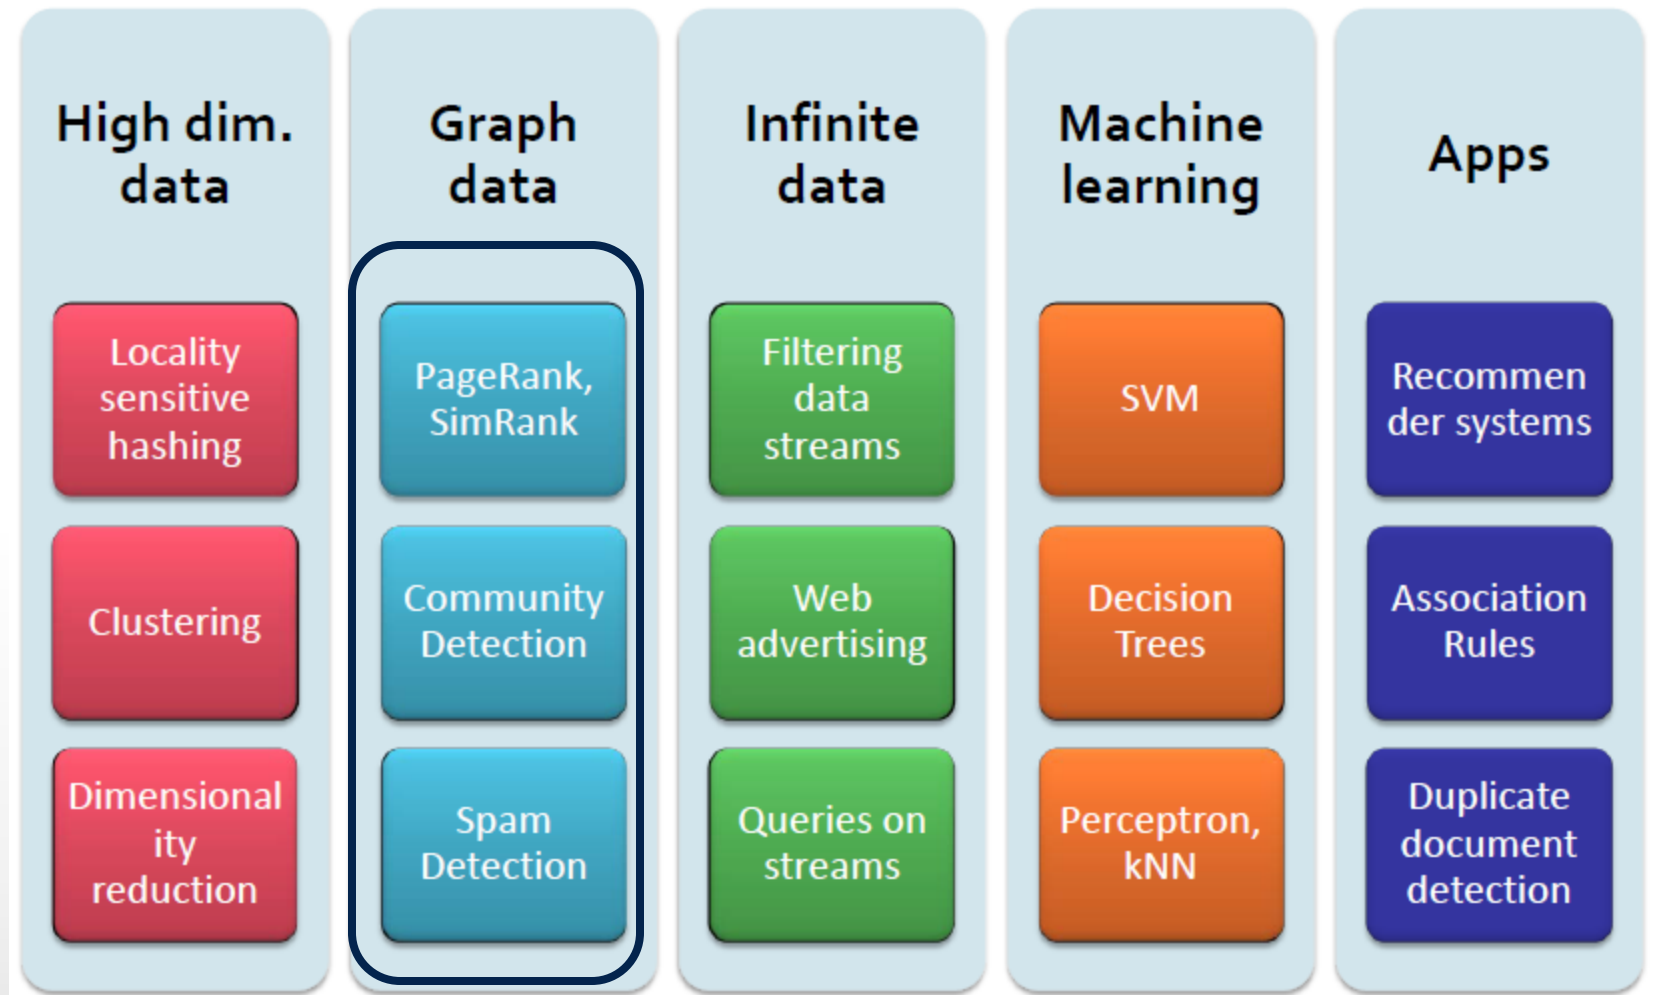 High dim.
data
Locality
sensitive
hashing
Clustering
Dimensional
ity
reduction
Graph
data
PageRank,
SimRank
Community
Detection
Spam
Detection
Infinite
data
Filtering
data
streams
Web
advertising
Queries on
streams
Machine
learning
SVM
Decision
Trees
Perceptron,
kNN
Apps
Recommen
der systems
Association
Rules
Duplicate
document
detection